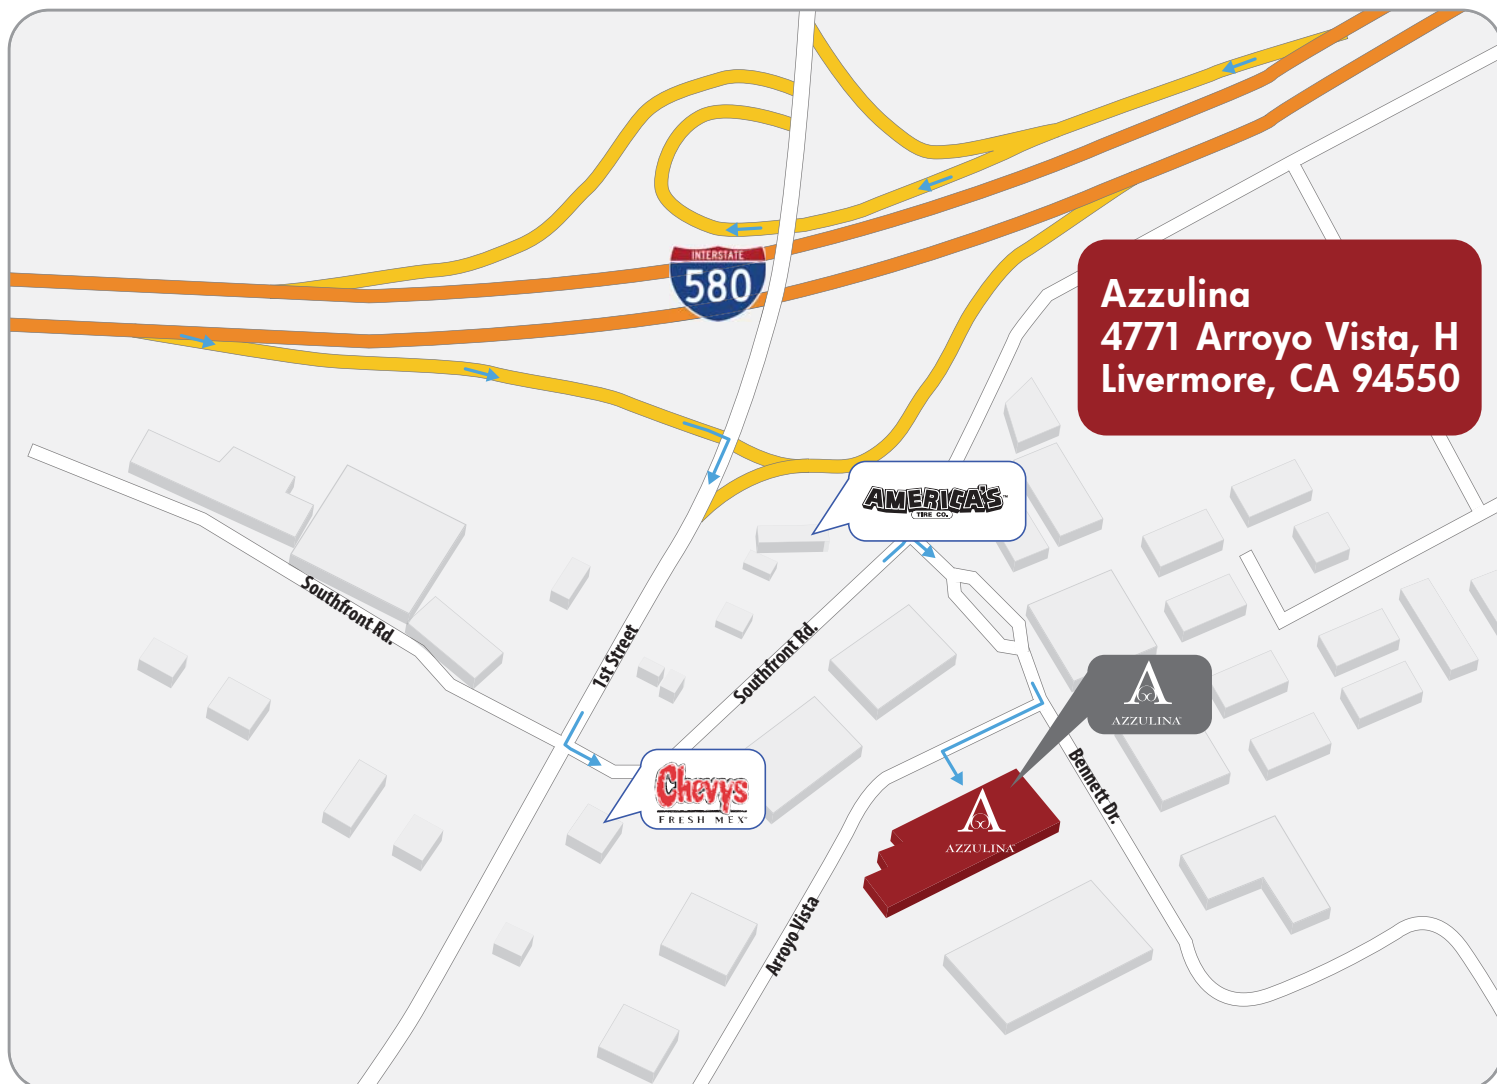 INTERSTATE
580
Azzulina
4771 Arroyo Vista, H
Livermore, CA 94550
AMERICA'S™
TIRE CO.
Southfront Rd.
1st Street
Southfront Rd.
A
AZZULINA
Bennett Dr.
Chevys
FRESH MEX
A
AZZULINA
Arroyo Vista